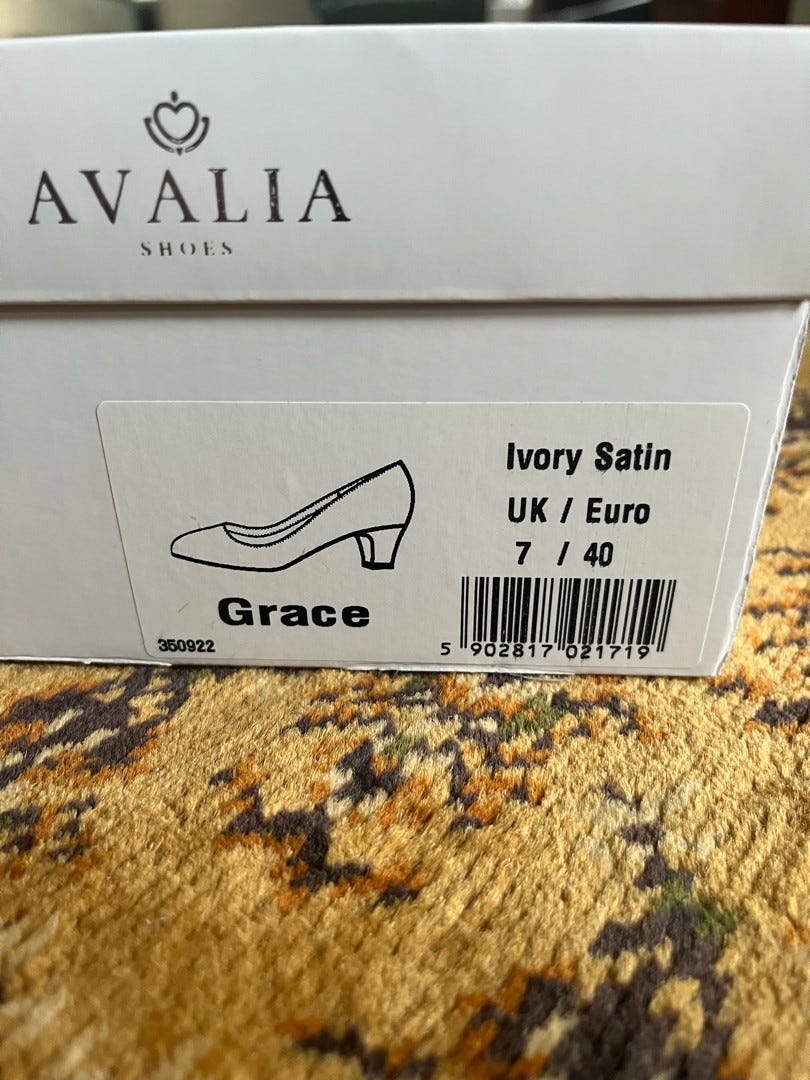 AVALIA
SHOES
Ivory Satin
UK / Euro
7 / 40
Grace
350922
5 902817 021719